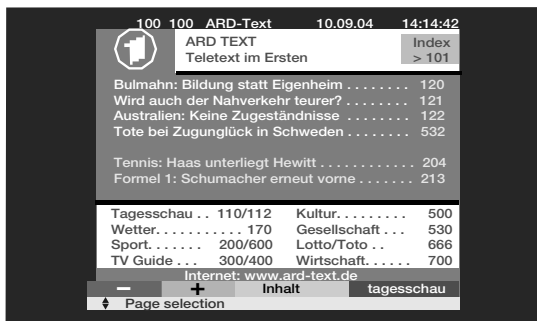 100 100 ARD-Text 10.09.04 14:14:42
1
ARD TEXT Index
Teletext im Ersten > 101
Bulmahn: Bildung statt Eigenheim . . . . . . . . 120
Wird auch der Nahverkehr teurer? . . . . . . . . 121
Australien: Keine Zugeständnisse . . . . . . . . 122
Tote bei Zugunglück in Schweden . . . . . . . . 532
Tennis: Haas unterliegt Hewitt . . . . . . . . . . . . 204
Formel 1: Schumacher erneut vorne . . . . . . . 213
Tagesschau . . 110/112 Kultur. . . . . . . . . 500
Wetter. . . . . . . . . . . 170 Gesellschaft . . . 530
Sport. . . . . . . 200/600 Lotto/Toto . . 666
TV Guide . . . 300/400 Wirtschaft. . . . . . 700
Internet: www.ard-text.de
− + Inhalt tagesschau
Page selection